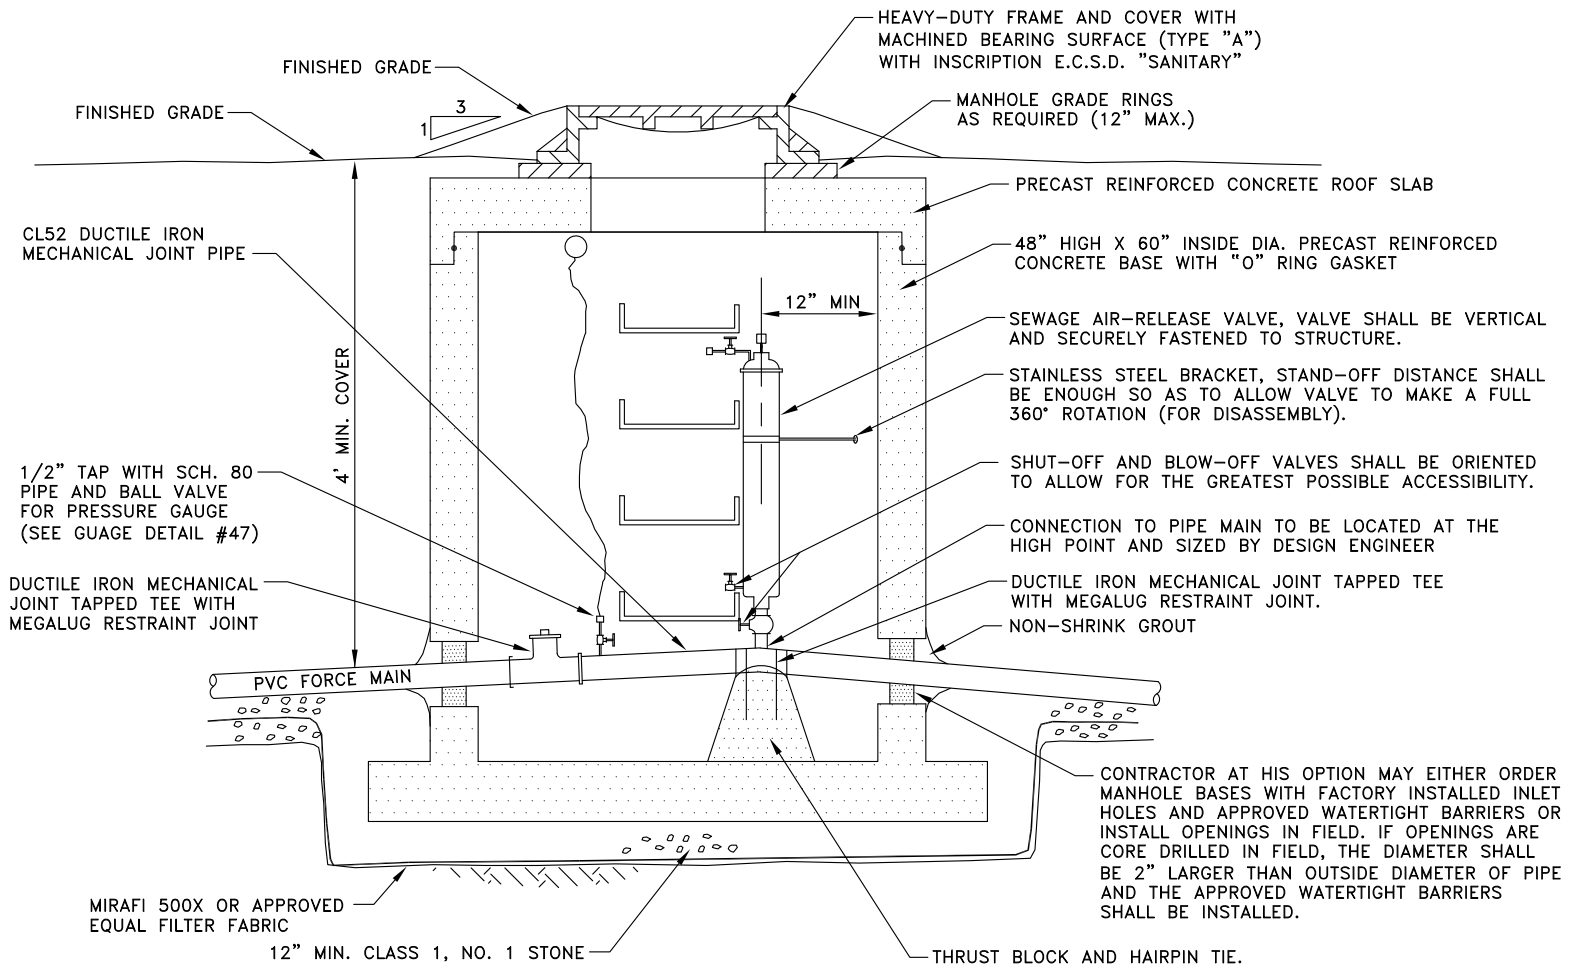 HEAVY-DUTY FRAME AND COVER WITH
MACHINED BEARING SURFACE (TYPE "A")
WITH INSCRIPTION E.C.S.D. "SANITARY"
FINISHED GRADE
FINISHED GRADE
3
1
MANHOLE GRADE RINGS
AS REQUIRED (12" MAX.)
PRECAST REINFORCED CONCRETE ROOF SLAB
CL52 DUCTILE IRON
MECHANICAL JOINT PIPE
48" HIGH X 60" INSIDE DIA. PRECAST REINFORCED
CONCRETE BASE WITH "O" RING GASKET
12" MIN
SEWAGE AIR-RELEASE VALVE, VALVE SHALL BE VERTICAL
AND SECURELY FASTENED TO STRUCTURE.
4' MIN. COVER
STAINLESS STEEL BRACKET, STAND-OFF DISTANCE SHALL
BE ENOUGH SO AS TO ALLOW VALVE TO MAKE A FULL
360° ROTATION (FOR DISASSEMBLY).
1/2" TAP WITH SCH. 80
PIPE AND BALL VALVE
FOR PRESSURE GAUGE
(SEE GUAGE DETAIL #47)
SHUT-OFF AND BLOW-OFF VALVES SHALL BE ORIENTED
TO ALLOW FOR THE GREATEST POSSIBLE ACCESSIBILITY.
CONNECTION TO PIPE MAIN TO BE LOCATED AT THE
HIGH POINT AND SIZED BY DESIGN ENGINEER
DUCTILE IRON MECHANICAL
JOINT TAPPED TEE WITH
MEGALUG RESTRAINT JOINT
DUCTILE IRON MECHANICAL JOINT TAPPED TEE
WITH MEGALUG RESTRAINT JOINT.
NON-SHRINK GROUT
PVC FORCE MAIN
CONTRACTOR AT HIS OPTION MAY EITHER ORDER
MANHOLE BASES WITH FACTORY INSTALLED INLET
HOLES AND APPROVED WATERTIGHT BARRIERS OR
INSTALL OPENINGS IN FIELD. IF OPENINGS ARE
CORE DRILLED IN FIELD, THE DIAMETER SHALL
BE 2" LARGER THAN OUTSIDE DIAMETER OF PIPE
AND THE APPROVED WATERTIGHT BARRIERS
SHALL BE INSTALLED.
MIRAFI 500X OR APPROVED
EQUAL FILTER FABRIC
12" MIN. CLASS 1, NO. 1 STONE
THRUST BLOCK AND HAIRPIN TIE.